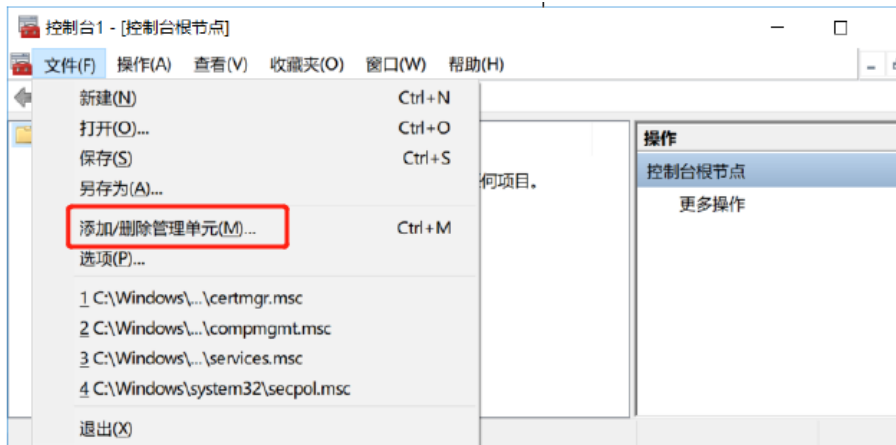 控制台1 - [控制台根节点]
文件(F) 操作(A) 查看(V) 收藏夹(O) 窗口(W) 帮助(H)
新建(N) Ctrl+N
打开(O)... Ctrl+O
保存(S) Ctrl+S
另存为(A)...
添加/删除管理单元(M)... Ctrl+M
选项(P)...
1 C:\Windows\...\certmgr.msc
2 C:\Windows\...\compmgmt.msc
3 C:\Windows\...\services.msc
4 C:\Windows\system32\secpol.msc
退出(X)
何项目。
操作
控制台根节点
更多操作